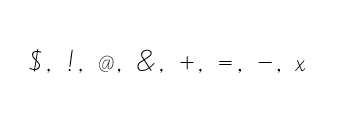 $, !, @, &, +, =, -, x